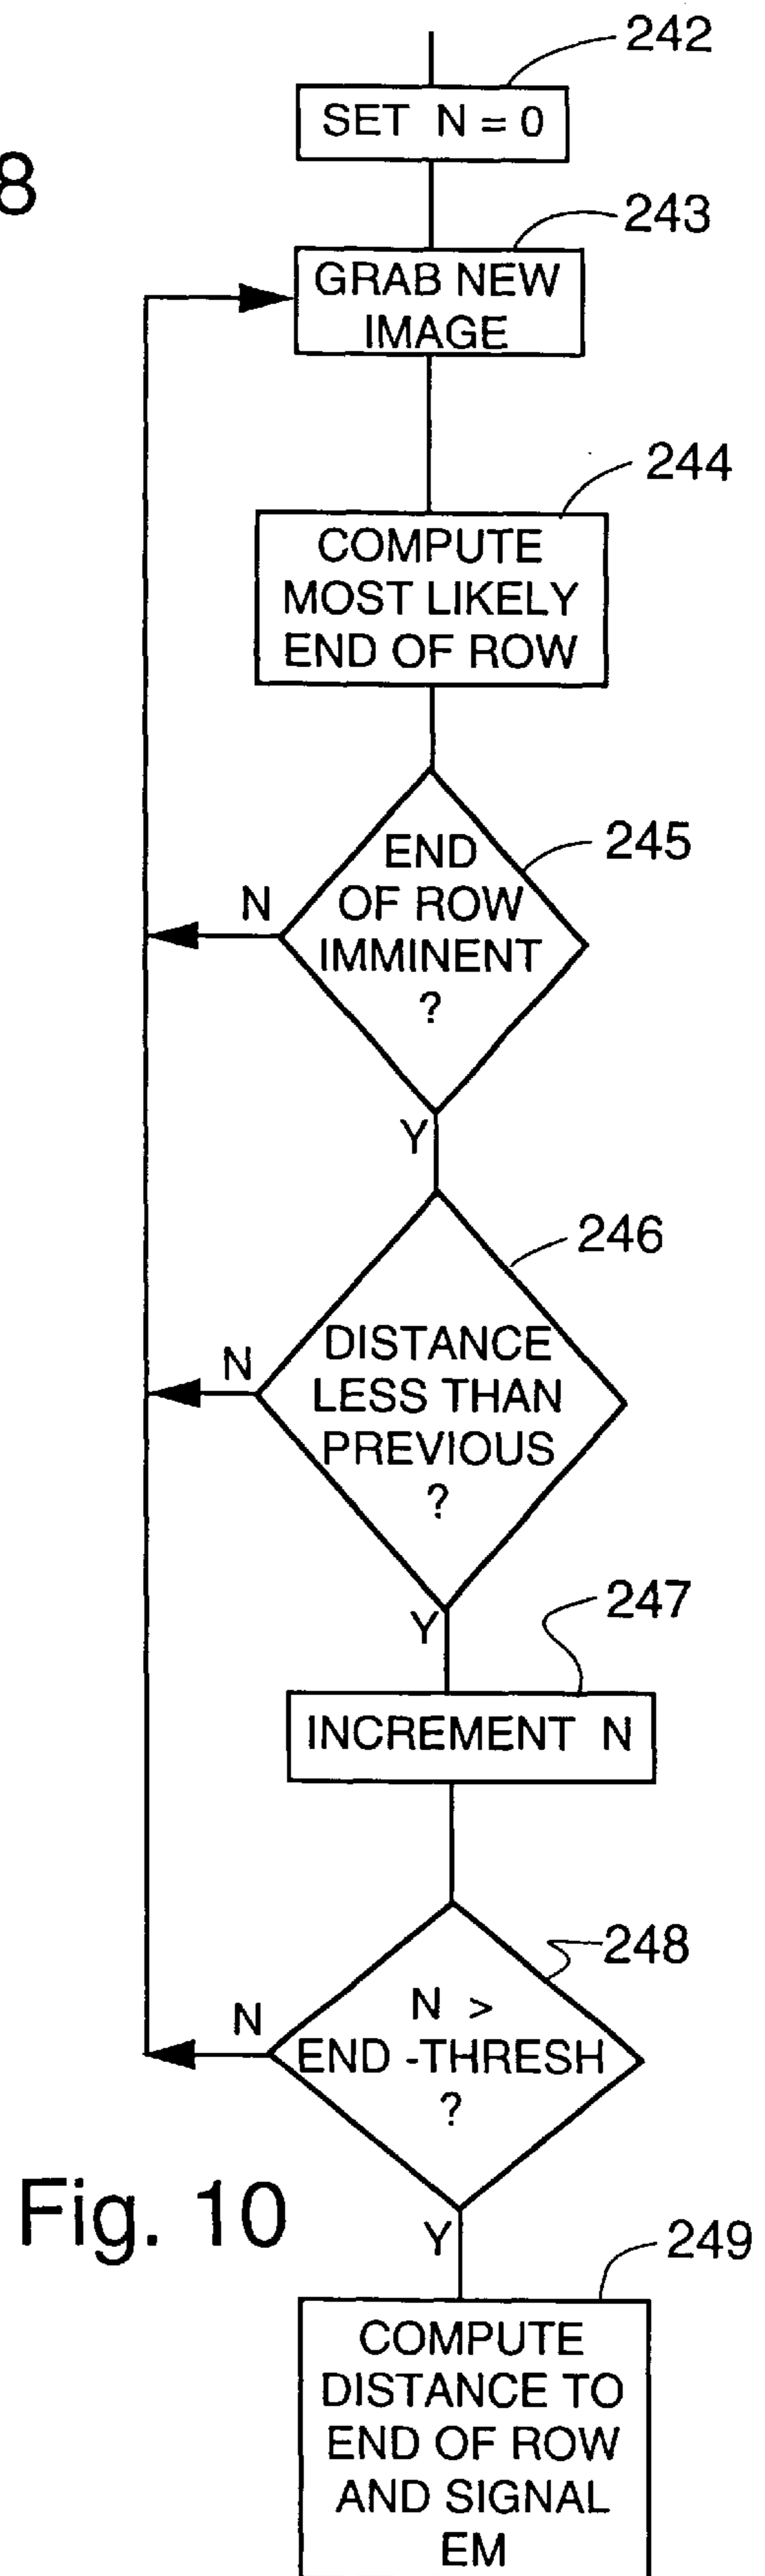 242
SET N = 0
8
243
GRAB NEW
IMAGE
244
COMPUTE
MOST LIKELY
END OF ROW
245
END
OF ROW
IMMINENT
?
N
Y
246
DISTANCE
LESS THAN
PREVIOUS
?
N
Y
247
INCREMENT N
248
N >
END -THRESH
?
N
Y
Fig. 10
249
COMPUTE
DISTANCE TO
END OF ROW
AND SIGNAL
EM